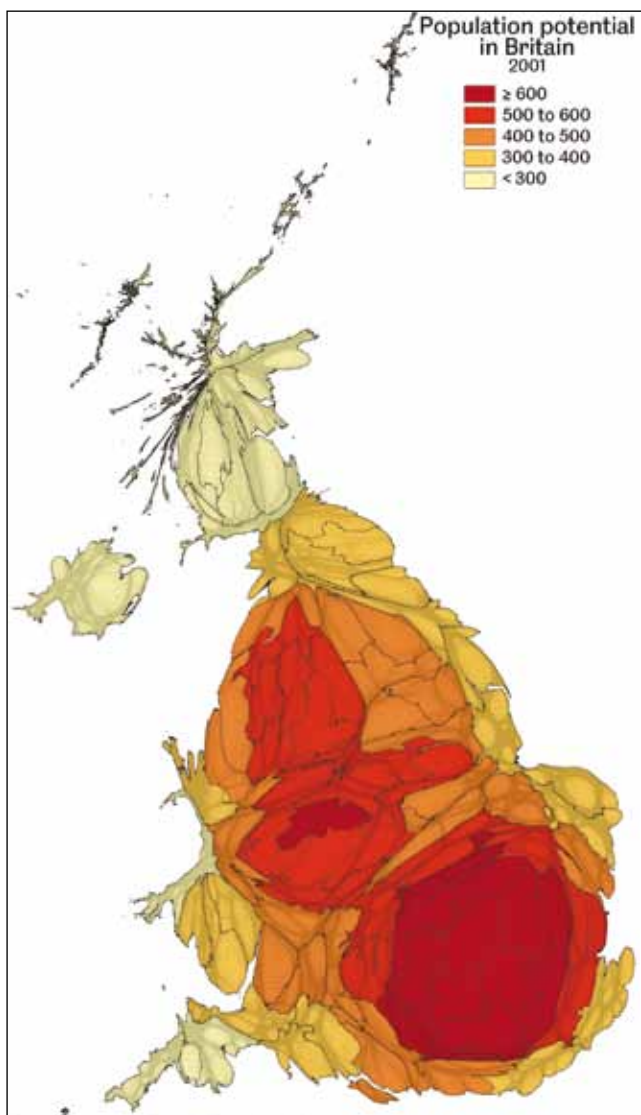 Population potential
in Britain
2001
≥ 600
500 to 600
400 to 500
300 to 400
< 300